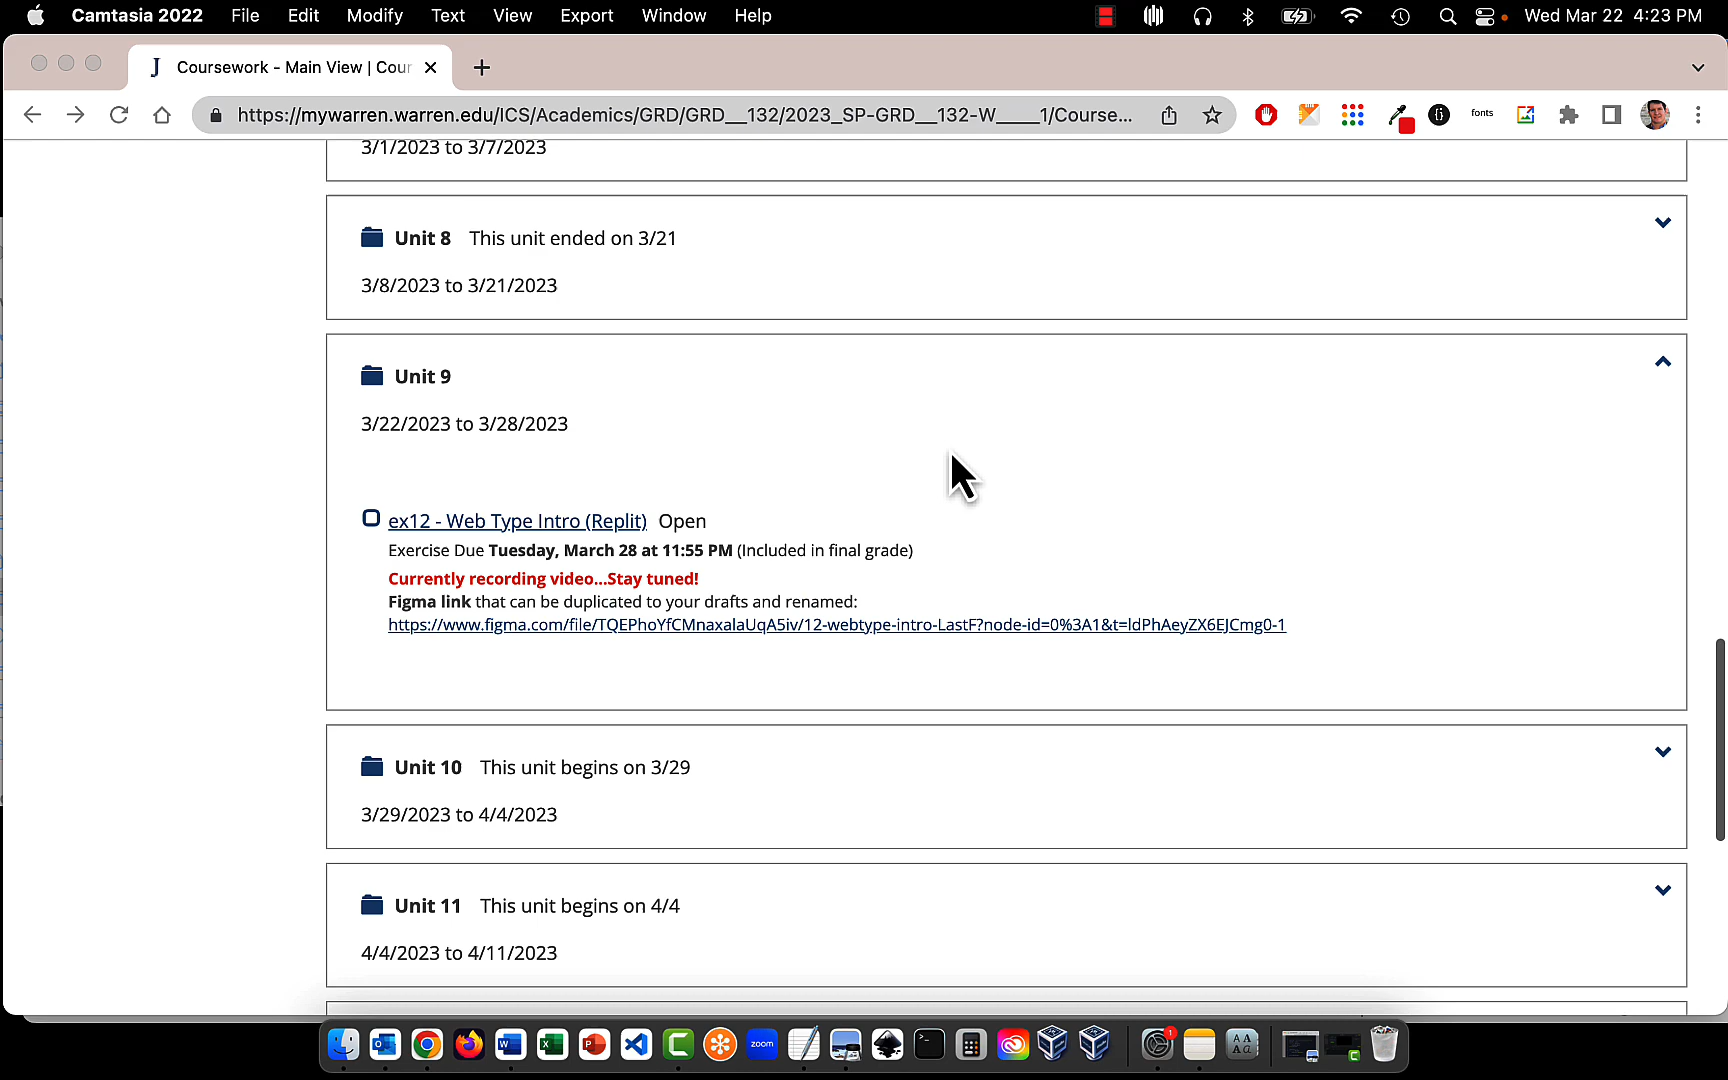 Camtasia 2022 File Edit Modify Text View Export Window Help Wed Mar 22 4:23 PM
J Coursework - Main View | Cour
https://mywarren.warren.edu/ICS/Academics/GRD/GRD__132/2023_SP-GRD__132-W_____1/Course... fonts
3/1/2023 to 3/7/2023
Unit 8 This unit ended on 3/21
3/8/2023 to 3/21/2023
Unit 9
3/22/2023 to 3/28/2023
ex12 - Web Type Intro (Replit) Open
Exercise Due Tuesday, March 28 at 11:55 PM (Included in final grade)
Currently recording video...Stay tuned!
Figma link that can be duplicated to your drafts and renamed:
https://www.figma.com/file/TQEPhoYfCMnaxalaUqA5iv/12-webtype-intro-LastF?node-id=0%3A1&t=ldPhAeyZX6EJCmg0-1
Unit 10 This unit begins on 3/29
3/29/2023 to 4/4/2023
Unit 11 This unit begins on 4/4
4/4/2023 to 4/11/2023
zoom 1